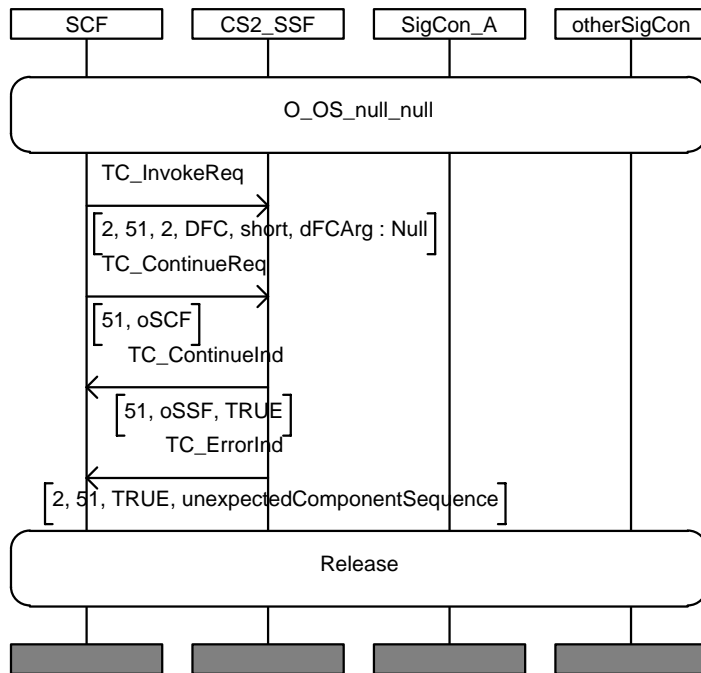 SCF CS2_SSF SigCon_A otherSigCon
O_OS_null_null
TC_InvokeReq
2, 51, 2, DFC, short, dFCArg : Null
TC_ContinueReq
51, oSCF
TC_ContinueInd
51, oSSF, TRUE
TC_ErrorInd
2, 51, TRUE, unexpectedComponentSequence
Release